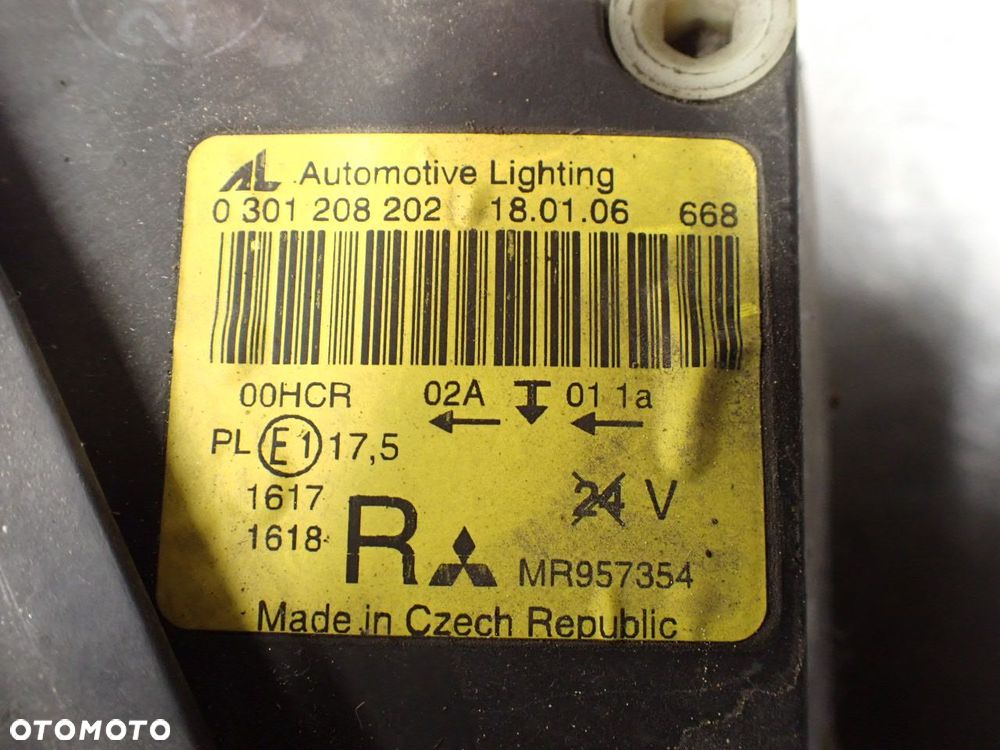 AL Automotive Lighting
0 301 208 202 18.01.06 668
00HCR 02A 01 1a
PL E1 17,5
1617 24 V
1618 R MR957354
Made in Czech Republic
OTOMOTO